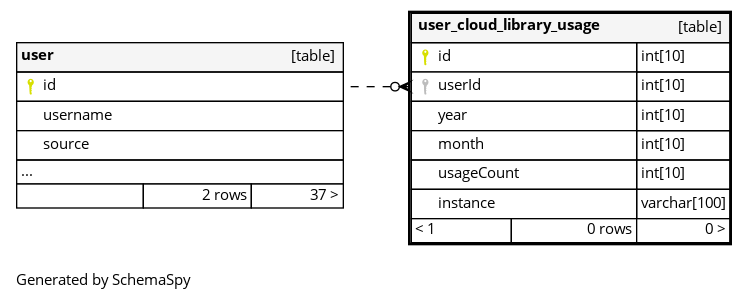 user [table]
id
username
source
...
2 rows 37 >
user_cloud_library_usage [table]
id int[10]
userId int[10]
year int[10]
month int[10]
usageCount int[10]
instance varchar[100]
< 1 0 rows 0 >
Generated by SchemaSpy